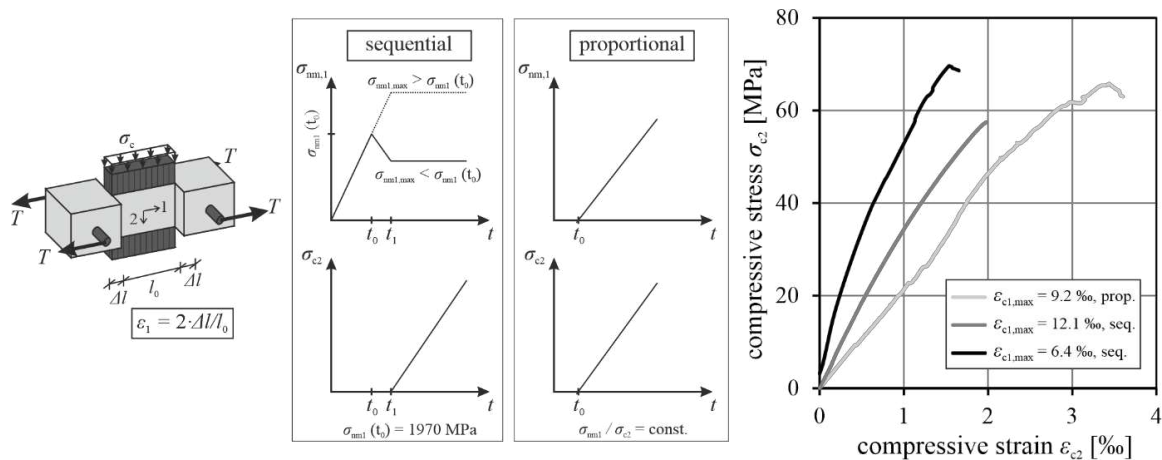 σc
T
T
T
T
2
1
Δl
l0
Δl
ε1 = 2·Δl/l0
sequential
σnm,1
σnm1,max > σnm1 (t0)
σnm1 (t0)
σnm1,max < σnm1 (t0)
t0
t1
t
σc2
t0
t1
t
σnm1 (t0) = 1970 MPa
proportional
σnm,1
t0
t
σc2
t0
t
σnm1 / σc2 = const.
compressive stress σc2 [MPa]
80
60
40
20
0
εc1,max = 9.2 ‰, prop.
εc1,max = 12.1 ‰, seq.
εc1,max = 6.4 ‰, seq.
0
1
2
3
4
compressive strain εc2 [‰]